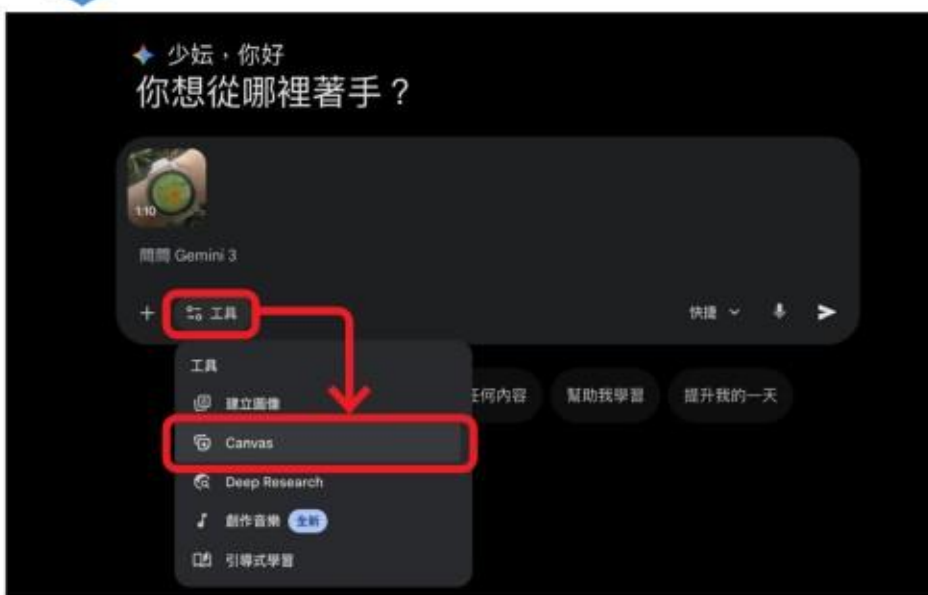 少妘，你好
你想從哪裡著手？
1:10
問問 Gemini 3
工具
快捷
工具
建立圖像
任何內容
幫助我學習
提升我的一天
Canvas
Deep Research
創作音樂 全新
引導式學習